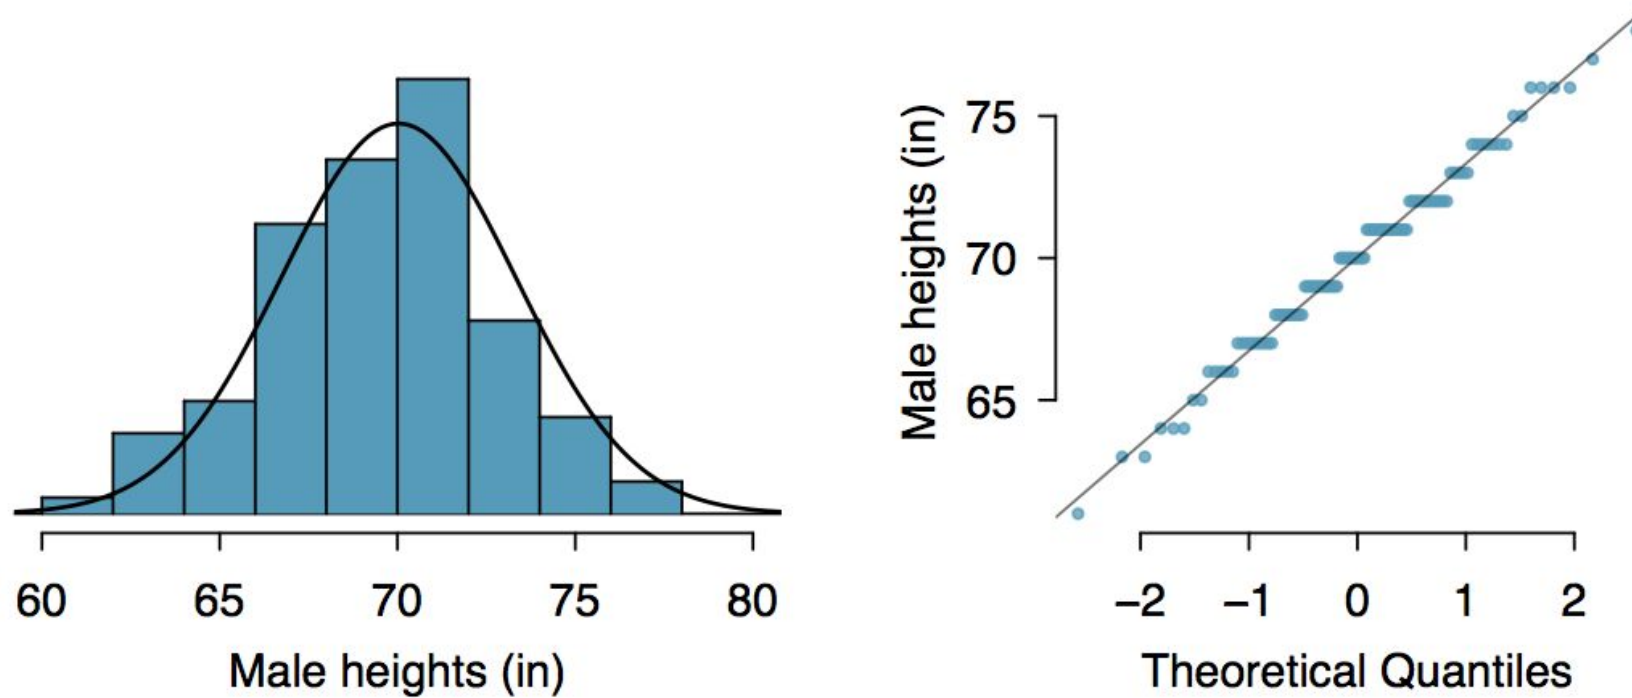 60 65 70 75 80
Male heights (in)
Male heights (in)
75
70
65
−2 −1 0 1 2
Theoretical Quantiles